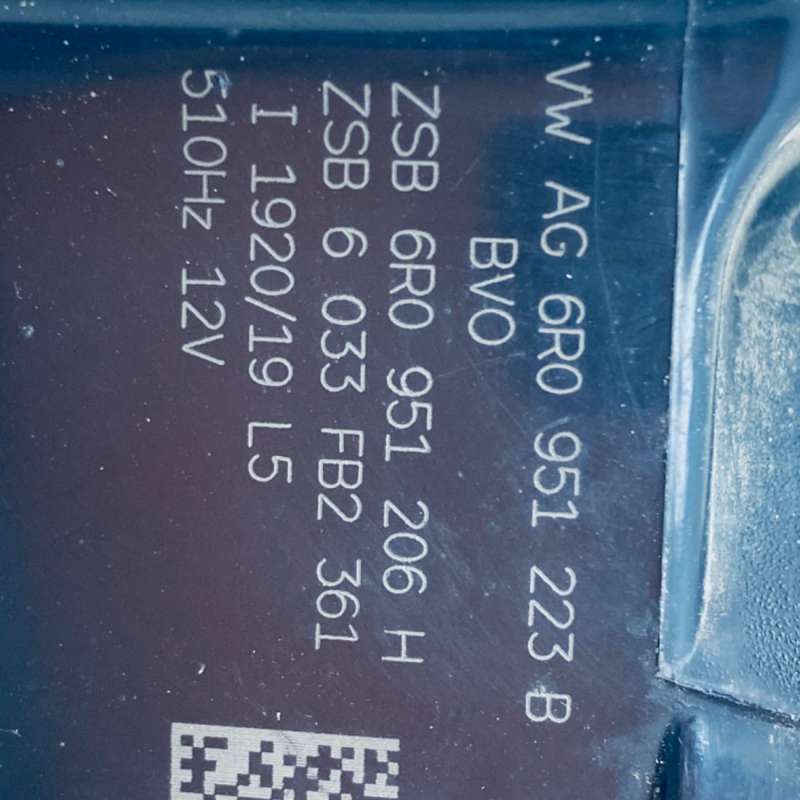 VW AG 6R0 951 223 B
BVO
ZSB 6R0 951 206 H
ZSB 6 033 FB2 361
I 1920/19 L5
510Hz 12V